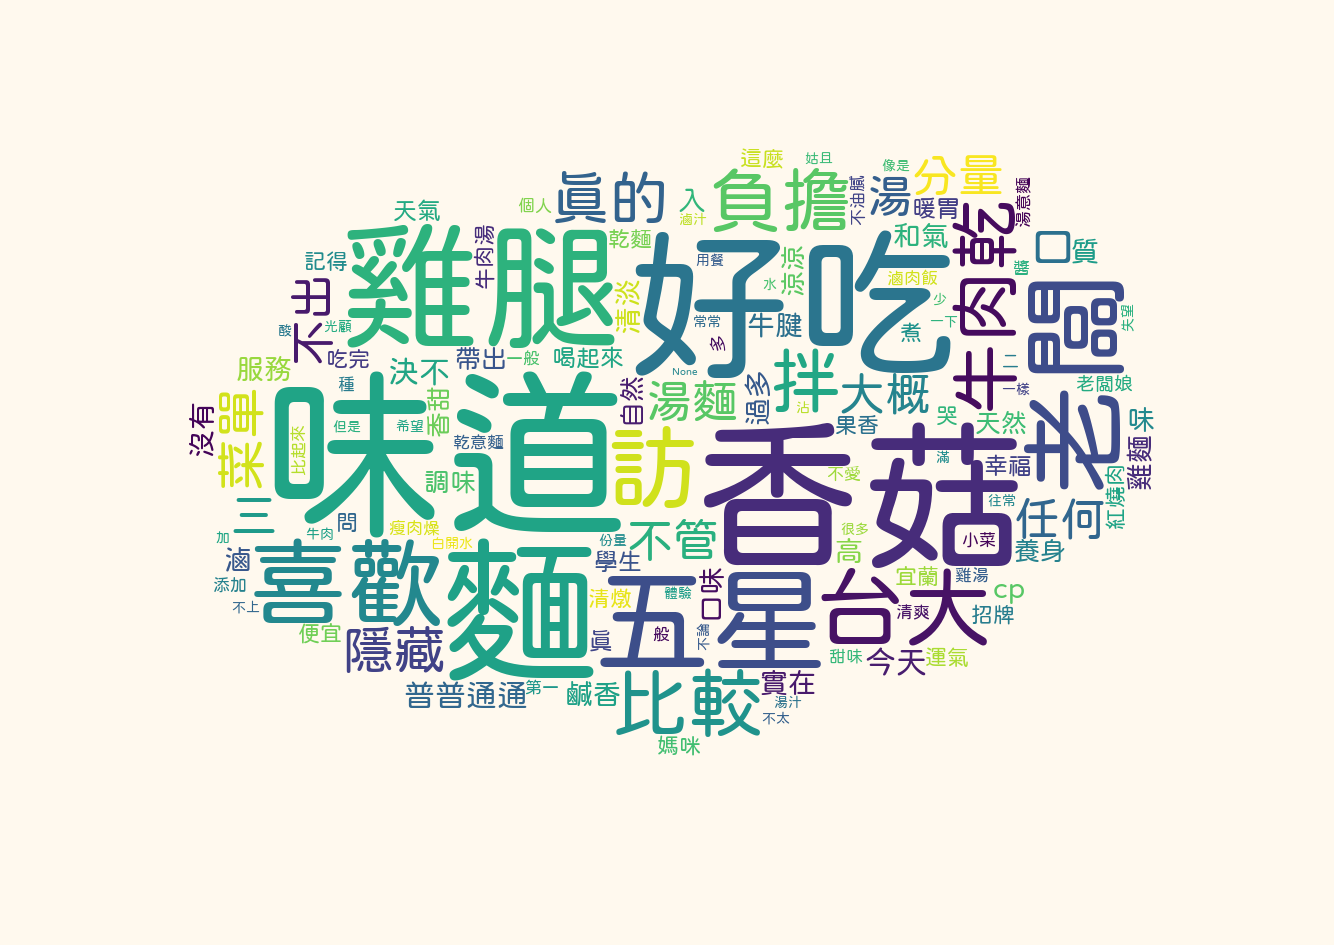 這麼
姑且
像是
分量
眞的
入
負擔
不油膩
湯
暖胃
湯意麵
天氣
個人
滷汁
牛肉湯
乾麵
和氣
口質
記得
雞腿
好吃
用餐
涼涼
滷肉飯
醬
牛肉乾
老闆
不出
清淡
水
少
酸
光顧
常常
牛腱
多
煮
一下
失望
吃完
帶出
一般
喝起來
None
二
服務
種
決不
自然
湯麵
過多
拌
大概
一樣
老闆娘
沒有
菜單
味道
香甜
沾
果香
哭
天然
味
但是
希望
乾意麵
訪
香菇
滿
幸福
雞麵
比起來
調味
不愛
往常
紅燒肉
三
問
瘦肉燥
不管
很多
任何
加
牛肉
白開水
份量
高
小菜
養身
滷
喜歡
麵
學生
宜蘭
雞湯
添加
清燉
體驗
口味
五星
台大
cp
不上
清爽
招牌
便宜
隱藏
眞
般
不論
甜味
今天
運氣
普普通通
第一
鹹香
比較
實在
湯汁
不太
媽咪